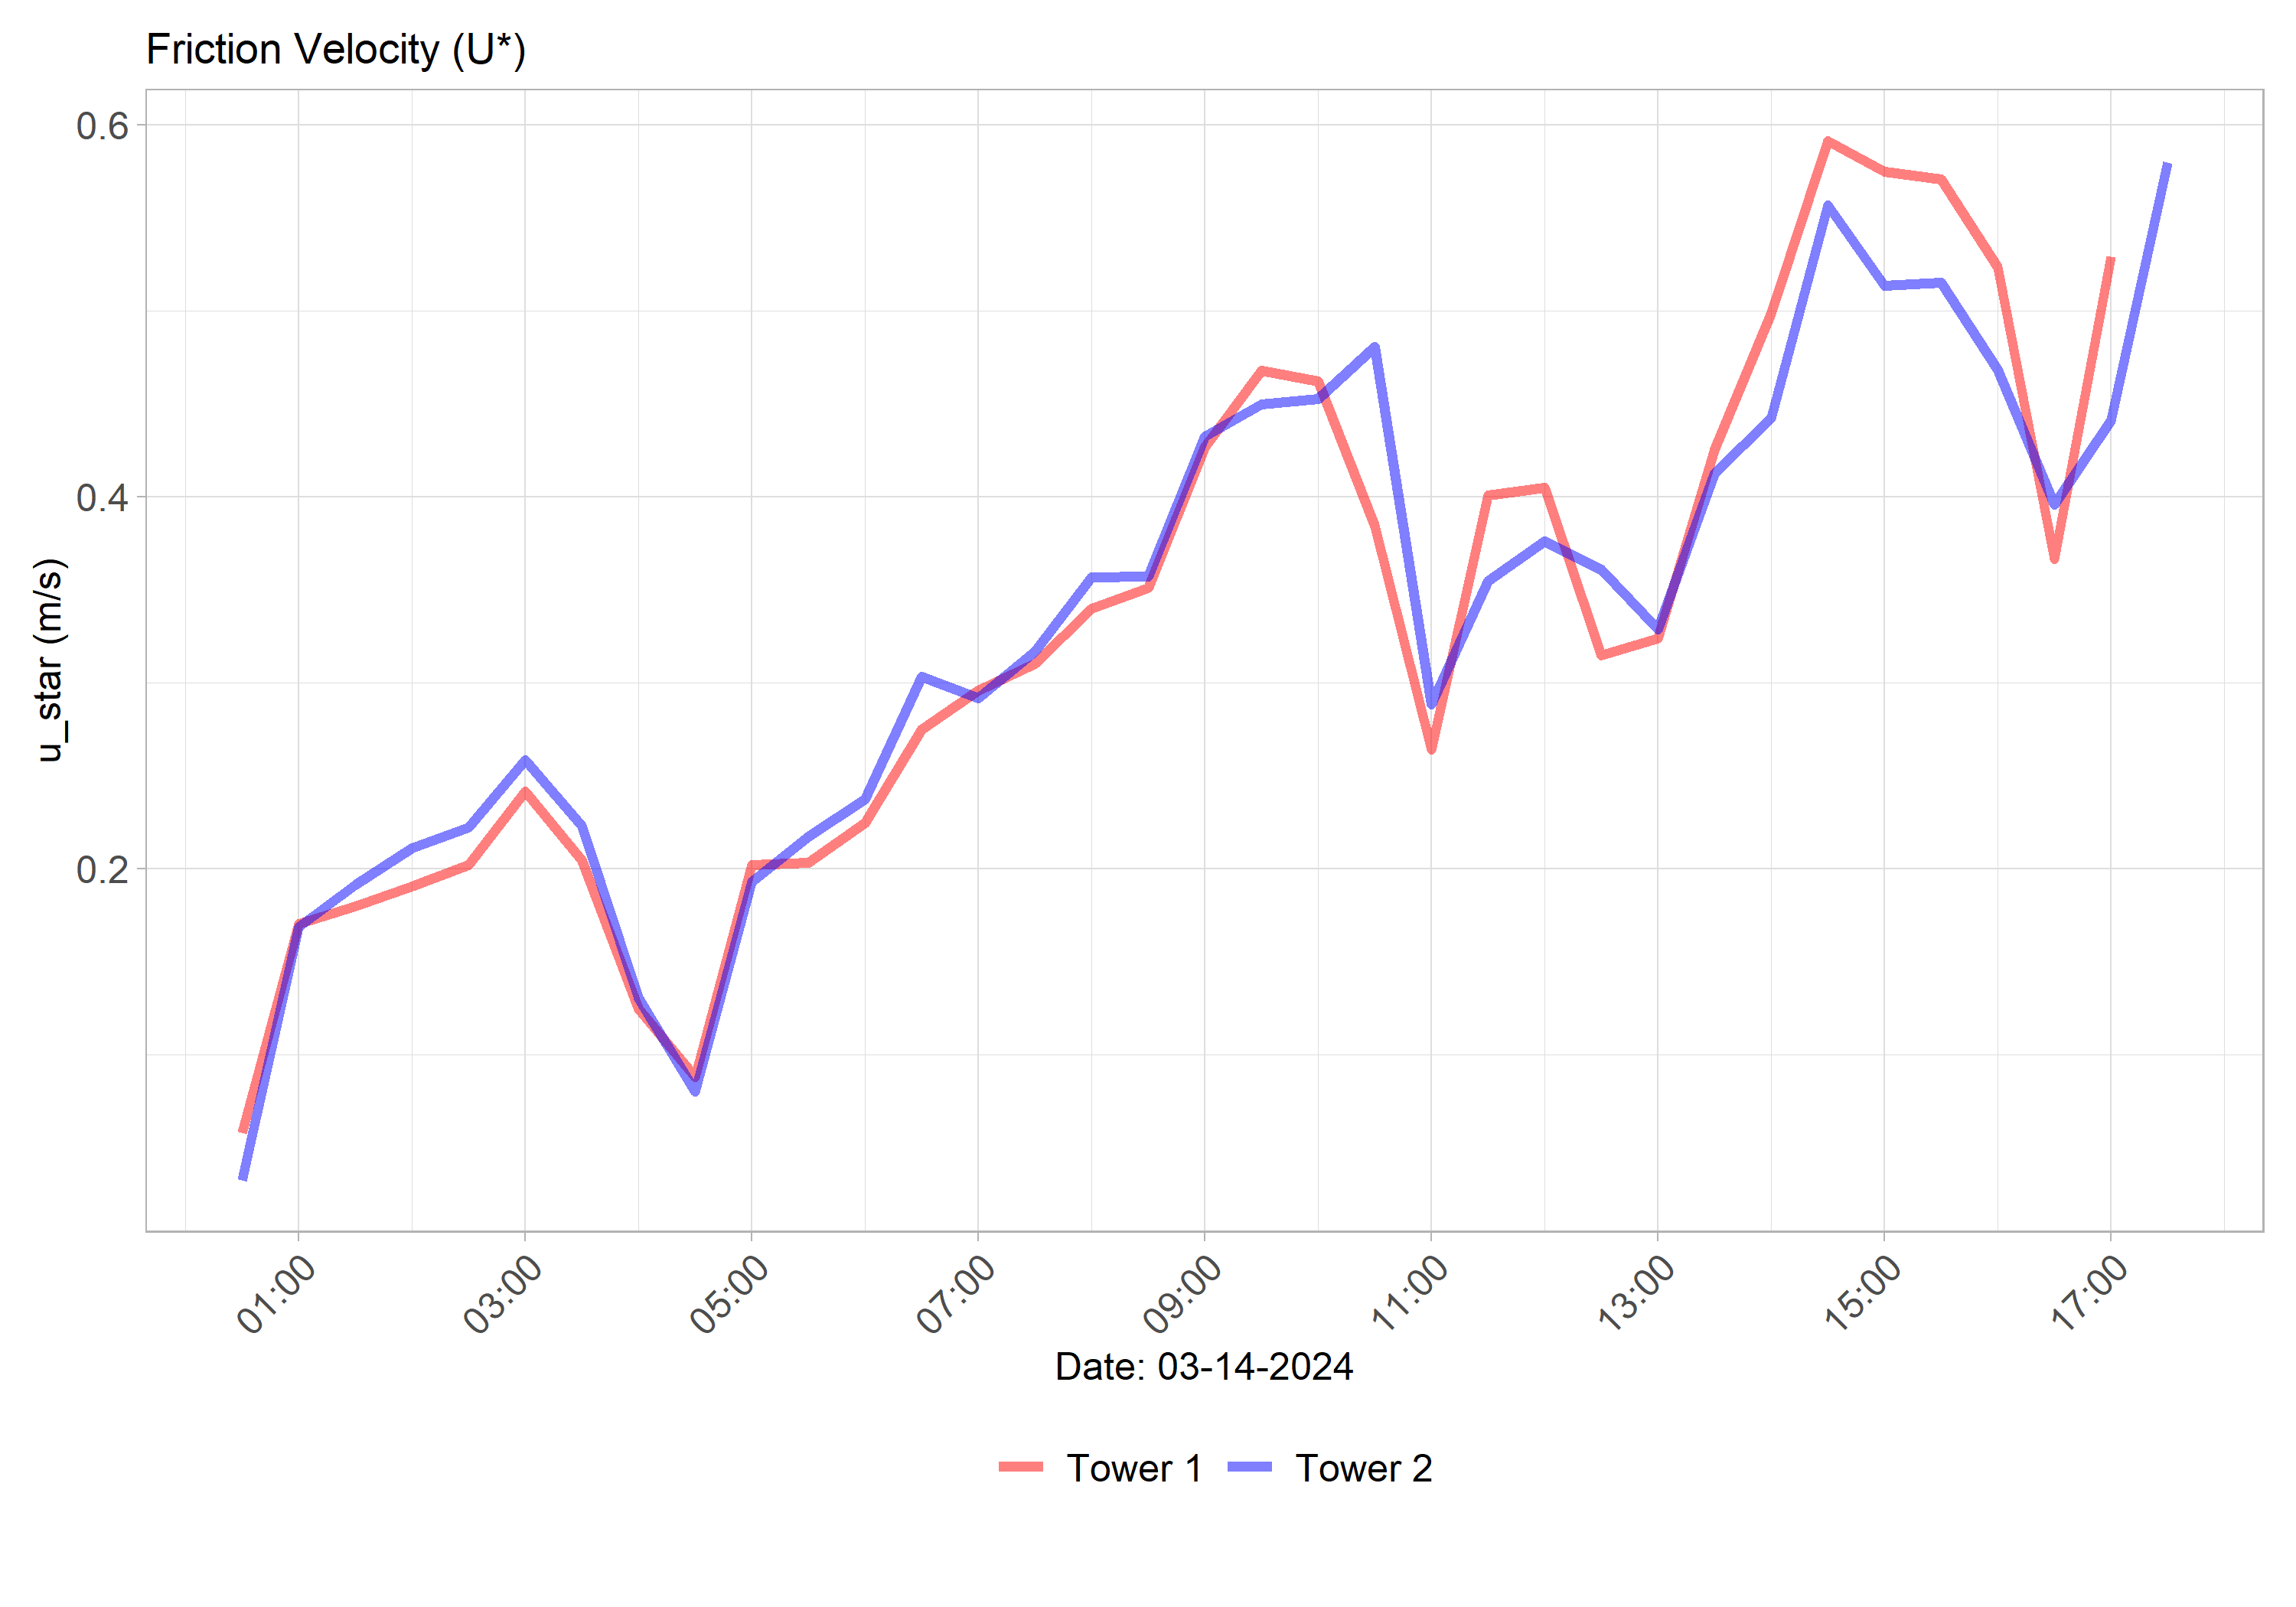 Friction Velocity (U*)
0.6
0.4
0.2
u_star (m/s)
01:00 03:00 05:00 07:00 09:00 11:00 13:00 15:00 17:00
Date: 03-14-2024
Tower 1 Tower 2